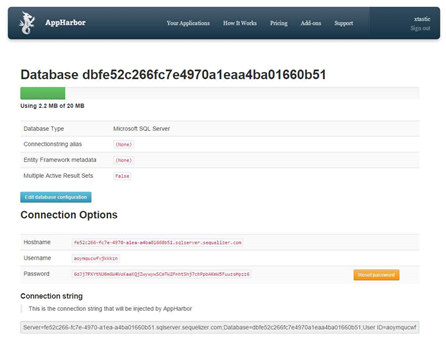 AppHarbor
Your Applications How It Works Pricing Add-ons Support
xtastic
Sign out
Database dbfe52c266fc7e4970a1eaa4ba01660b51
Using 2.2 MB of 20 MB
Database Type Microsoft SQL Server
Connectionstring alias (None)
Entity Framework metadata (None)
Multiple Active Result Sets False
Edit database configuration
Connection Options
Hostname fe52c266-fc7e-4970-a1ea-a4ba01660b51.sqlserver.sequelizer.com
Username
Password
Reset password
Connection string
This is the connection string that will be injected by AppHarbor
Server=fe52c266-fc7e-4970-a1ea-a4ba01660b51.sqlserver.sequelizer.com;Database=dbfe52c266fc7e4970a1eaa4ba01660b51;User ID=